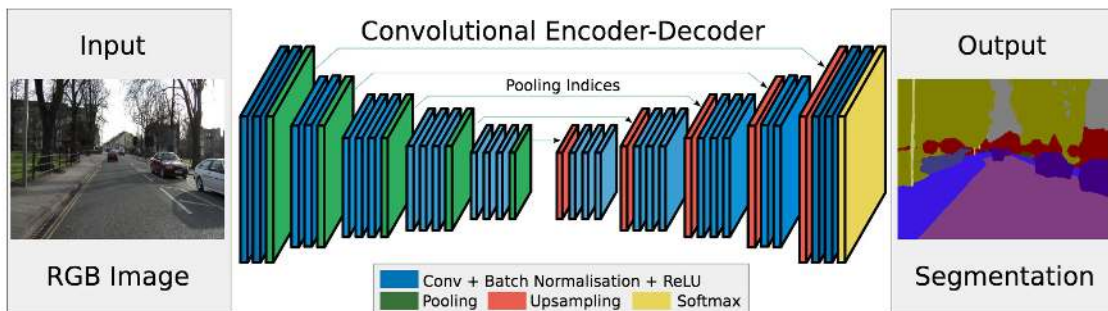 Input
RGB Image
Convolutional Encoder-Decoder
Pooling Indices
Conv + Batch Normalisation + ReLU
Pooling Upsampling Softmax
Output
Segmentation